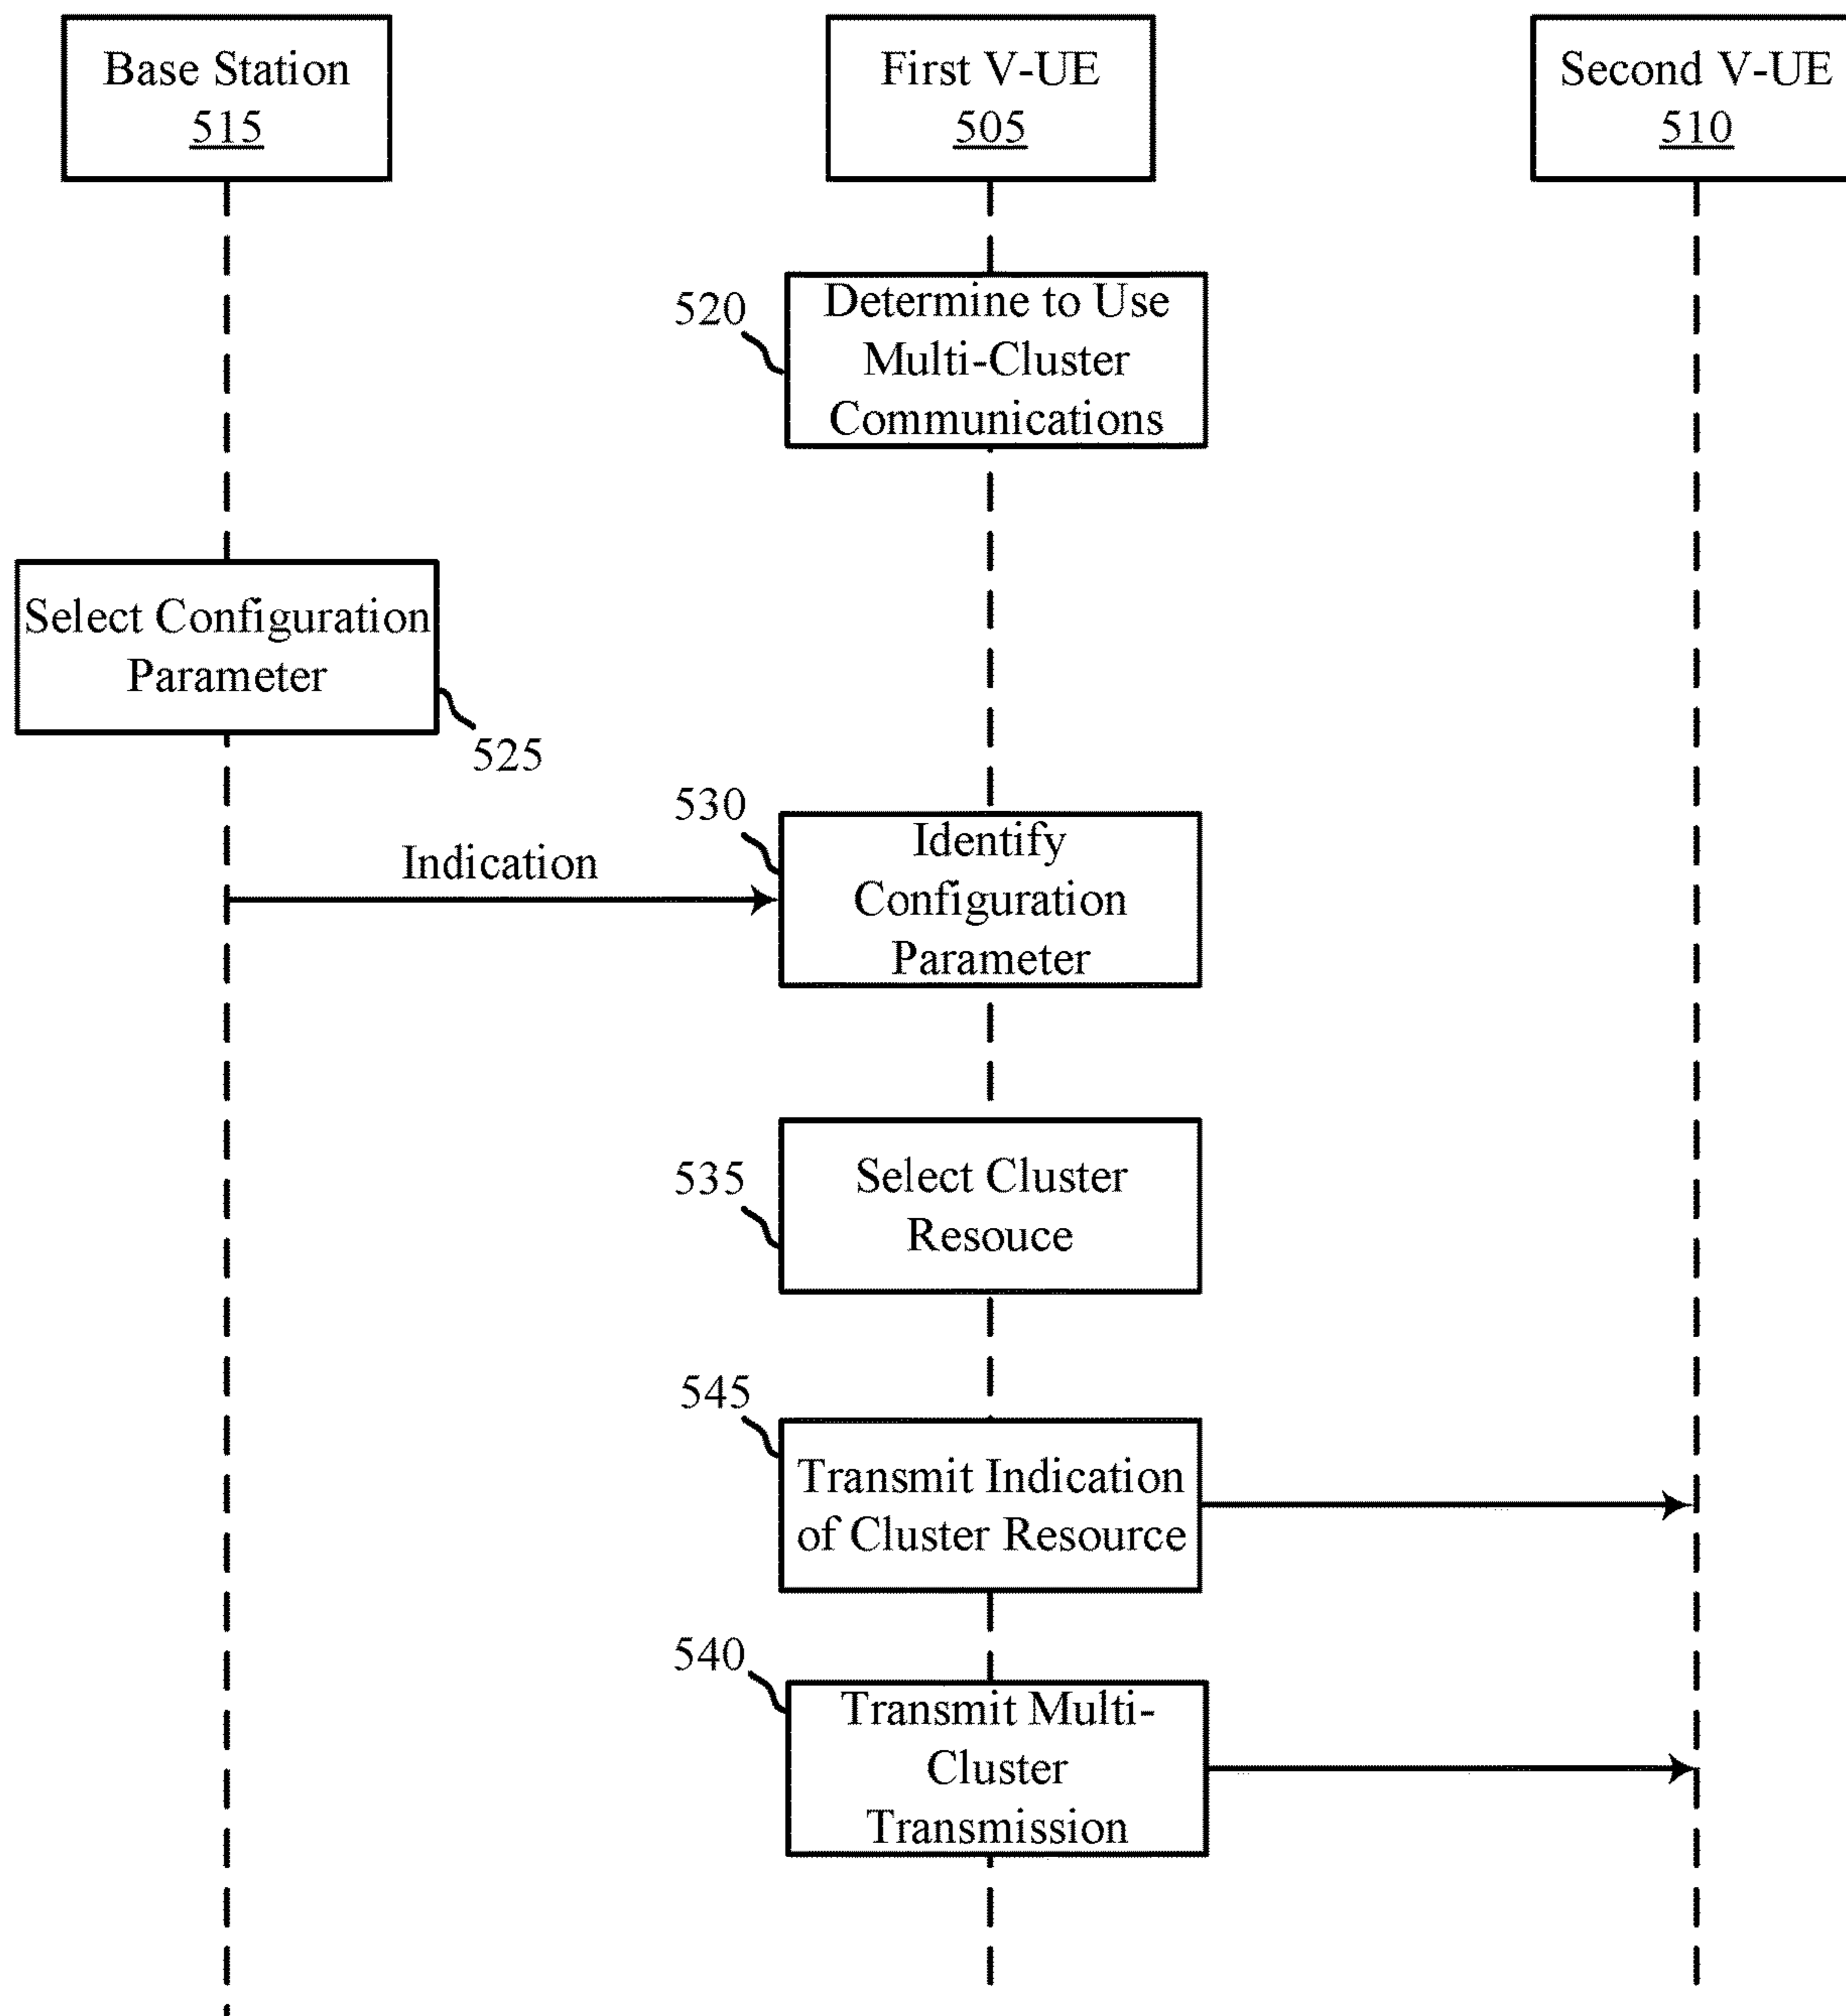 Base Station
515
First V-UE
505
Second V-UE
510
520
Determine to Use
Multi-Cluster
Communications
Select Configuration
Parameter
525
530
Indication
Identify
Configuration
Parameter
535
Select Cluster
Resouce
545
Transmit Indication
of Cluster Resource
540
Transmit Multi-
Cluster
Transmission